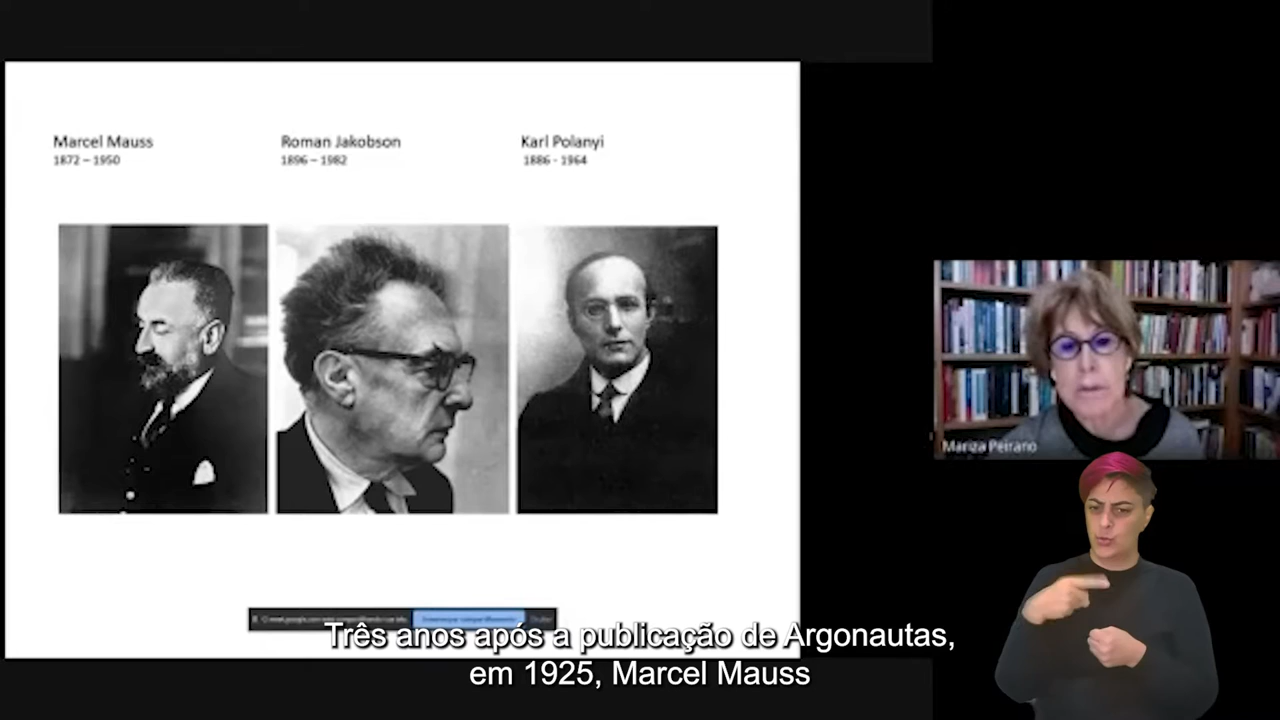 Marcel Mauss
1872 – 1950
Roman Jakobson
1896 – 1982
Karl Polanyi
1886 - 1964
Mariza Peirano
Três anos após a publicação de Argonautas,
em 1925, Marcel Mauss